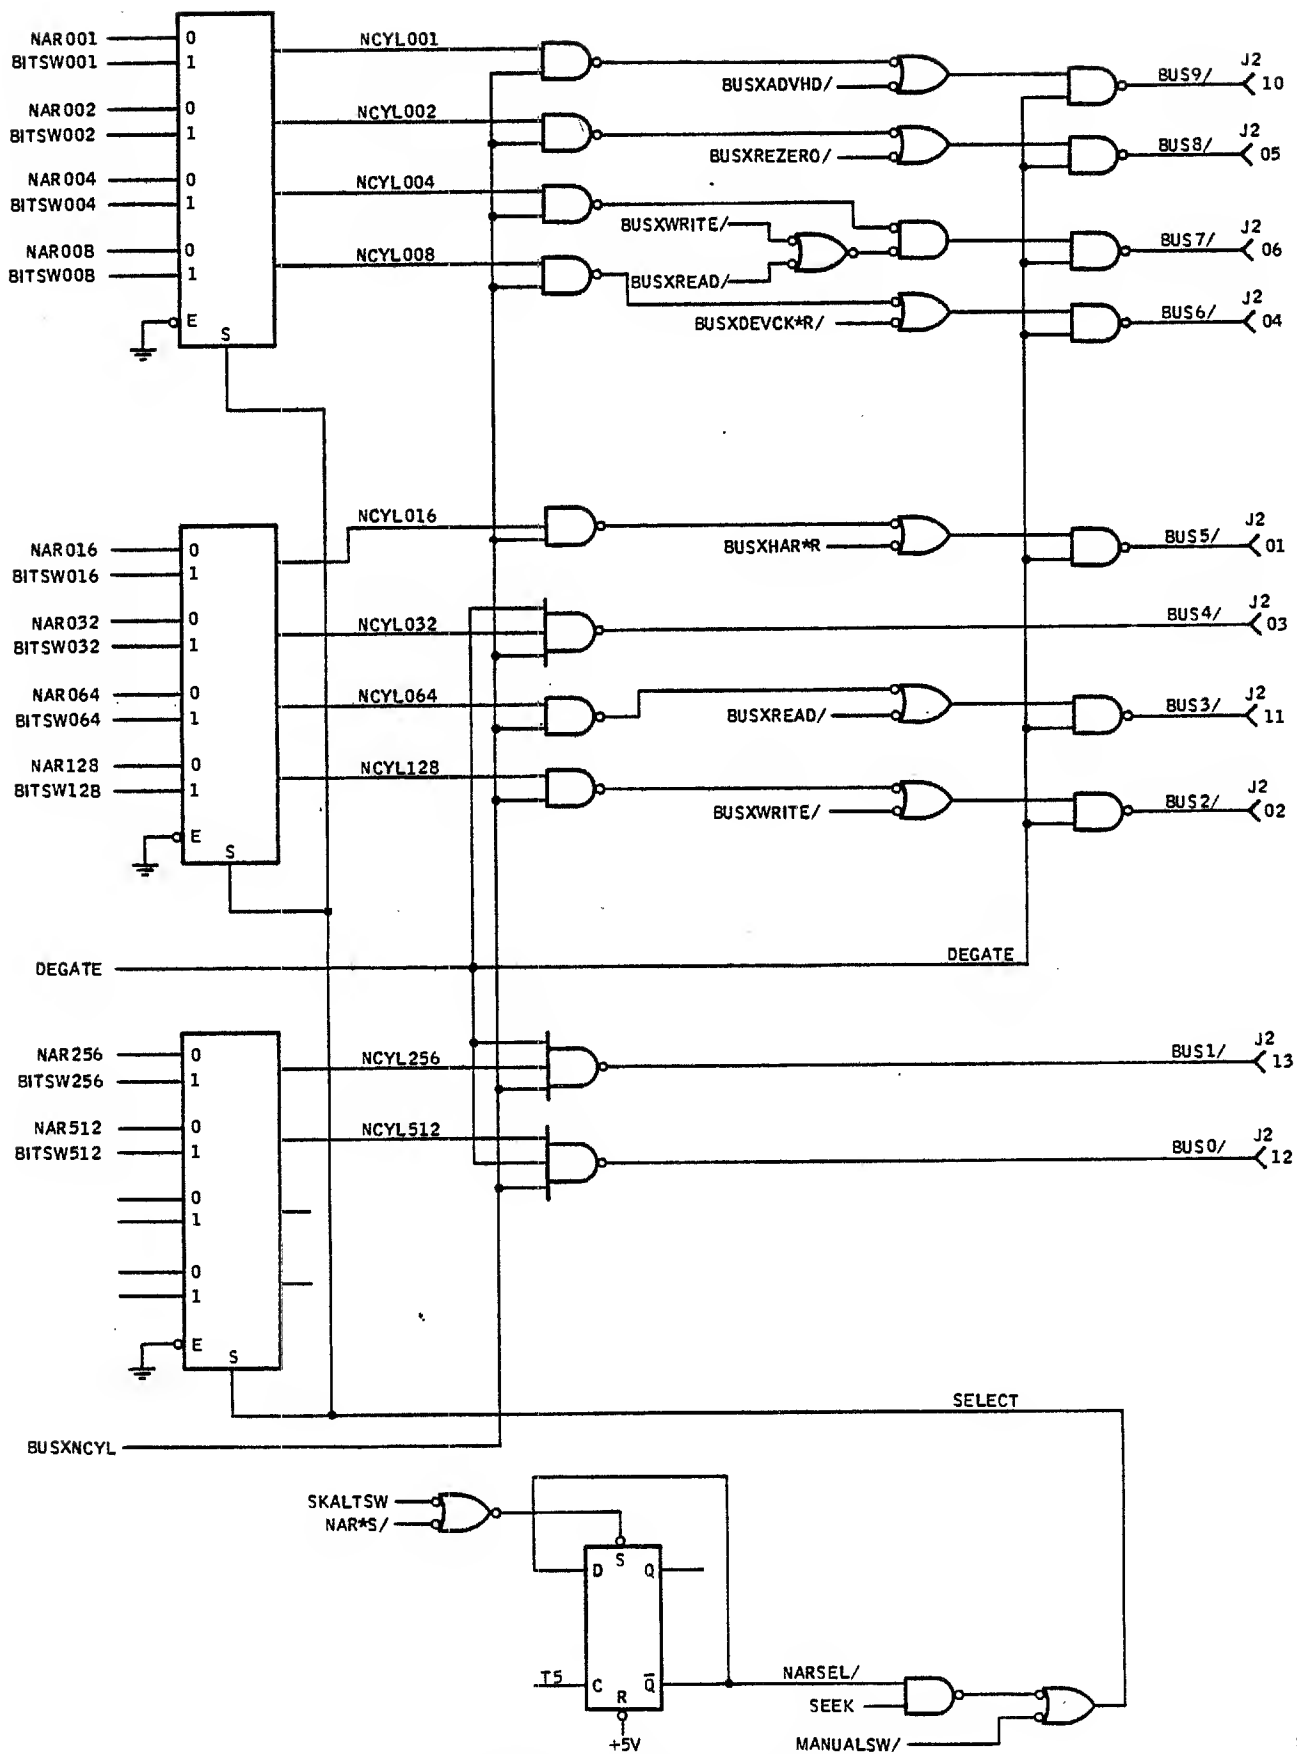 NAR001 0 NCYL001
BITSW001 1
BUSXADVHD/ BUS9/ J2 10
NAR002 0 NCYL002
BITSW002 1
BUSXREZERO/ BUS8/ J2 05
NAR004 0 NCYL004
BITSW004 1
BUSXWRITE/
BUSXREAD/ BUS7/ J2 06
NAR008 0 NCYL008
BITSW008 1
BUSXDEVCK*R/ BUS6/ J2 04
E
S
NAR016 0 NCYL016
BITSW016 1
BUSXHAR*R BUS5/ J2 01
NAR032 0 NCYL032
BITSW032 1
BUS4/ J2 03
NAR064 0 NCYL064
BITSW064 1
BUSXREAD/ BUS3/ J2 11
NAR128 0 NCYL128
BITSW128 1
BUSXWRITE/ BUS2/ J2 02
E
S
DEGATE DEGATE
NAR256 0 NCYL256
BITSW256 1
BUS1/ J2 13
NAR512 0 NCYL512
BITSW512 1
BUS0/ J2 12
0
1
0
1
E
S
SELECT
BUSXNCYL
SKALTSW
NAR*S/
S
D Q
T5 C Q̅
R
+5V
NARSEL/
SEEK
MANUALSW/